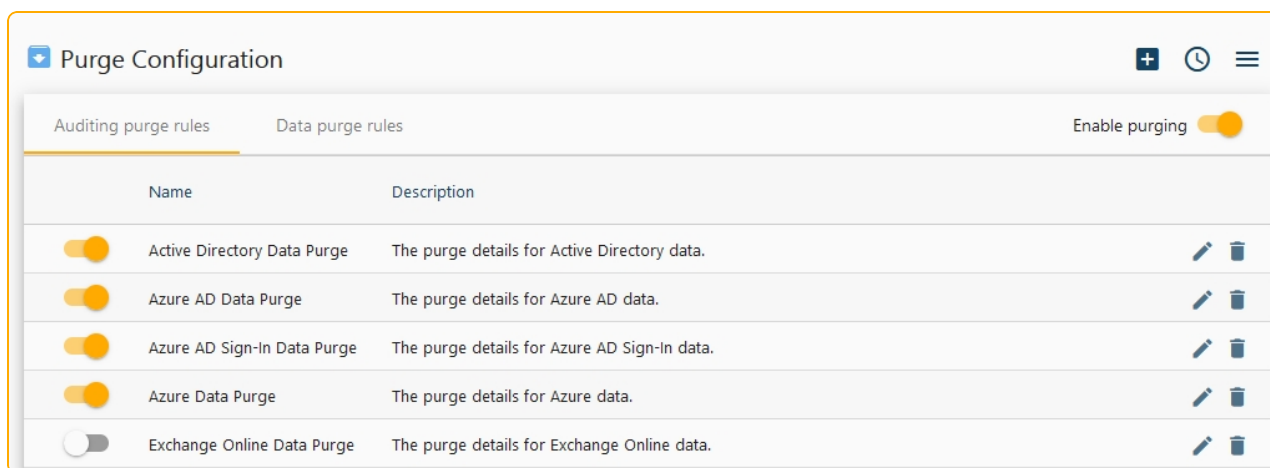 Purge Configuration
Auditing purge rules Data purge rules Enable purging
Name Description
Active Directory Data Purge The purge details for Active Directory data.
Azure AD Data Purge The purge details for Azure AD data.
Azure AD Sign-In Data Purge The purge details for Azure AD Sign-In data.
Azure Data Purge The purge details for Azure data.
Exchange Online Data Purge The purge details for Exchange Online data.